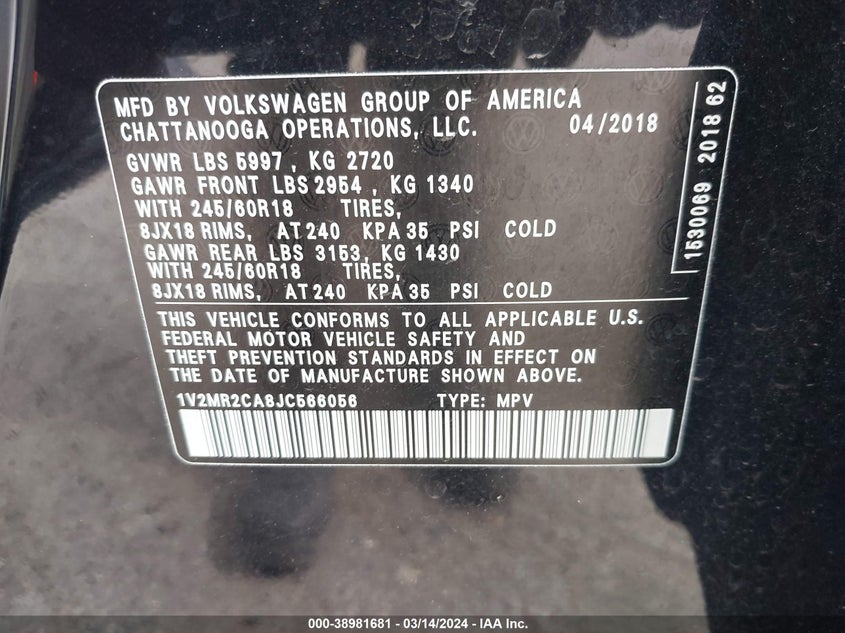 MFD BY VOLKSWAGEN GROUP OF AMERICA
CHATTANOOGA OPERATIONS, LLC. 04/2018
GVWR LBS 5997 , KG 2720
GAWR FRONT LBS 2954 , KG 1340
WITH 245/60R18 TIRES,
8JX18 RIMS, AT 240 KPA 35 PSI COLD
GAWR REAR LBS 3153, KG 1430
WITH 245/60R18 TIRES,
8JX18 RIMS, AT 240 KPA 35 PSI COLD
THIS VEHICLE CONFORMS TO ALL APPLICABLE U.S.
FEDERAL MOTOR VEHICLE SAFETY AND
THEFT PREVENTION STANDARDS IN EFFECT ON
THE DATE OF MANUFACTURE SHOWN ABOVE.
1V2MR2CA8JC566056 TYPE: MPV
1530069 2018 62
000-38981681 - 03/14/2024 - IAA Inc.